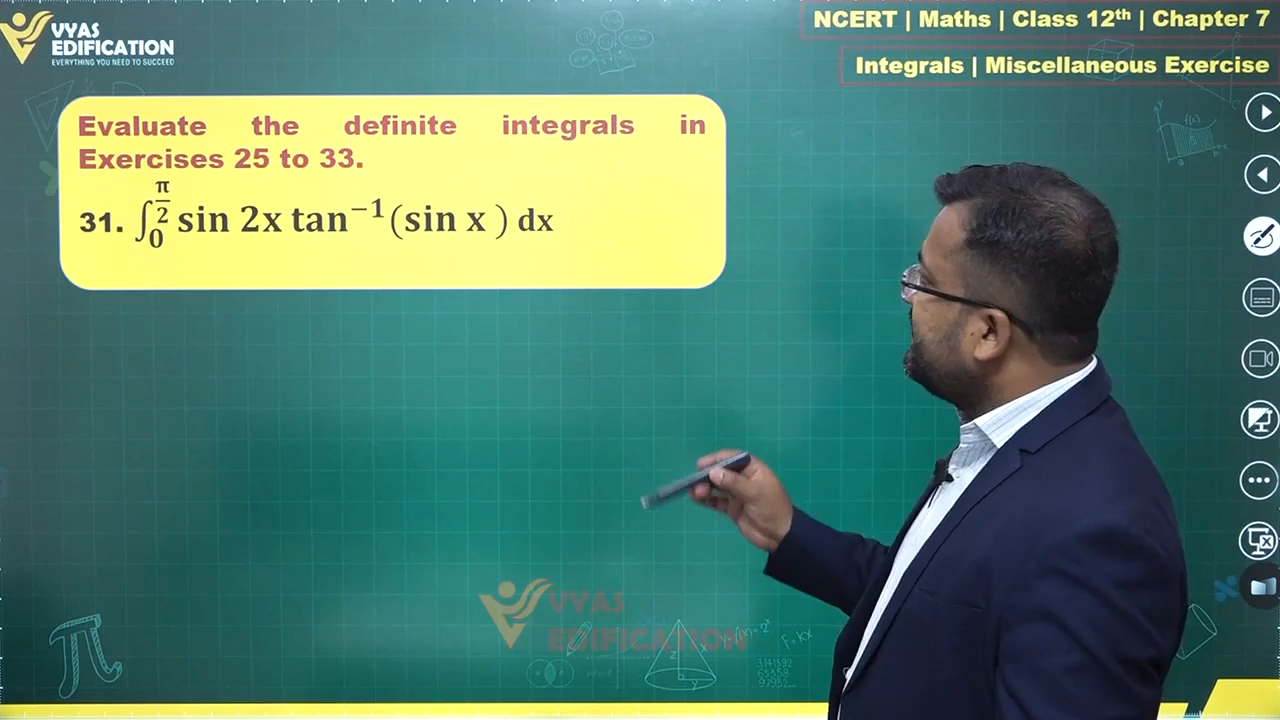 VYAS
EDIFICATION
EVERYTHING YOU NEED TO SUCCEED
NCERT | Maths | Class 12th | Chapter 7
Integrals | Miscellaneous Exercise
Evaluate the definite integrals in
Exercises 25 to 33.
31. ∫₀^(π/2) sin 2x tan⁻¹(sin x ) dx
VYAS
EDIFICATION